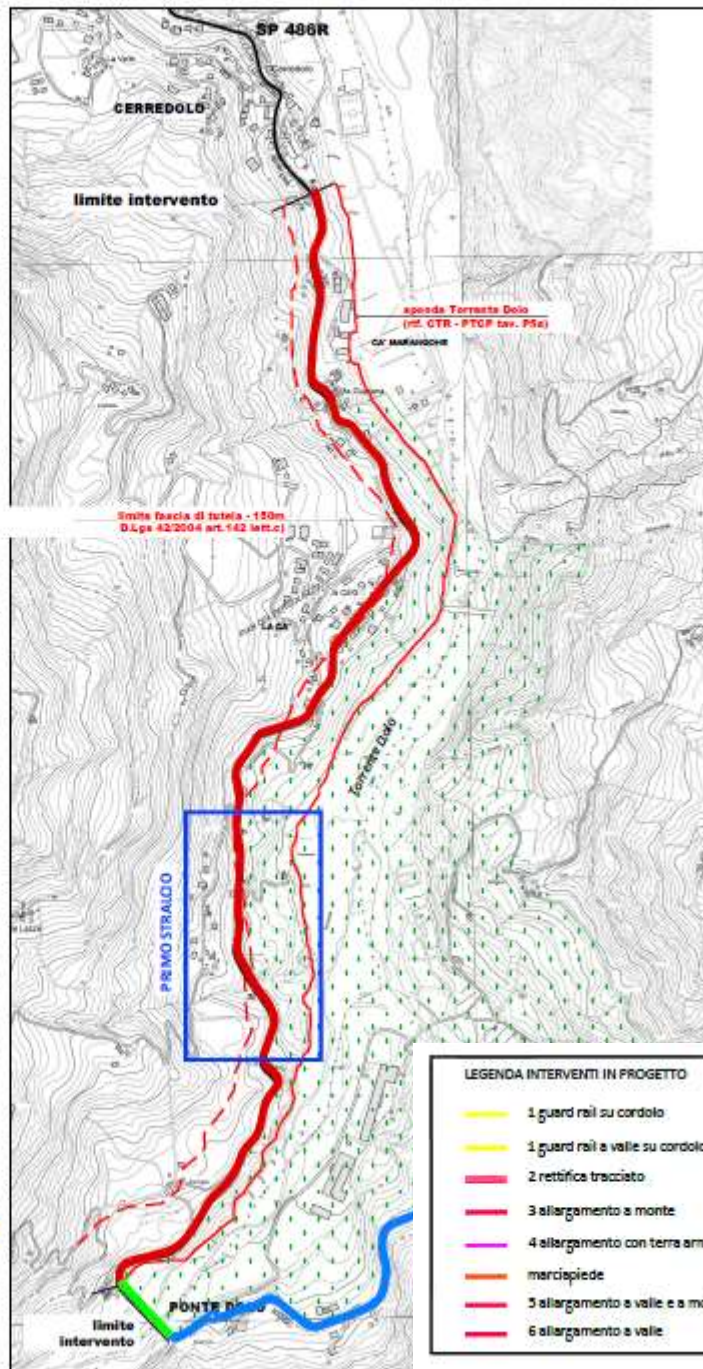 SP 486R
Cerredolo
CERREDOLO
limite intervento
sponda Torrente Dolo
(rif. CTR - PTCP tav. P5a)
CA' MARANGONE
limite fascia di tutela - 150m
D.Lgs 42/2004 art.142 lett.c)
LA CA'
Torrente Dolo
PRIMO STRALCIO
PONTE DOLO
limite
intervento
LEGENDA INTERVENTI IN PROGETTO
1 guard rail su cordolo
1 guard rail a valle su cordolo
2 rettifica tracciato
3 allargamento a monte
4 allargamento con terra arm
marciapiede
5 allargamento a valle e a mo
6 allargamento a valle